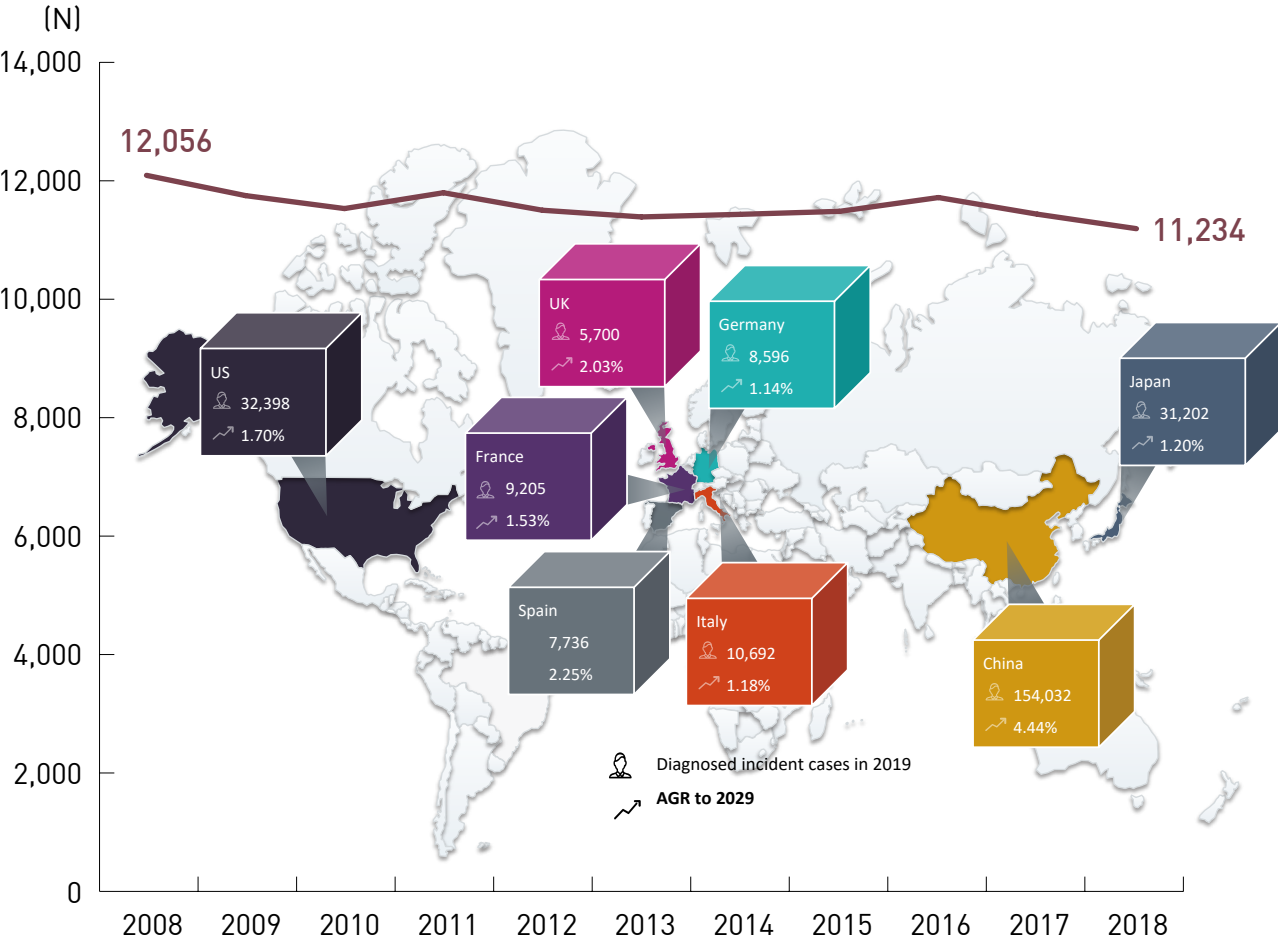 (N)
14,000
12,056
12,000
11,234
10,000
UK
5,700
2.03%
Germany
8,596
1.14%
US
32,398
1.70%
Japan
31,202
1.20%
8,000
France
9,205
1.53%
6,000
Spain
7,736
2.25%
Italy
10,692
1.18%
China
154,032
4.44%
4,000
Diagnosed incident cases in 2019
AGR to 2029
2,000
0
2008 2009 2010 2011 2012 2013 2014 2015 2016 2017 2018